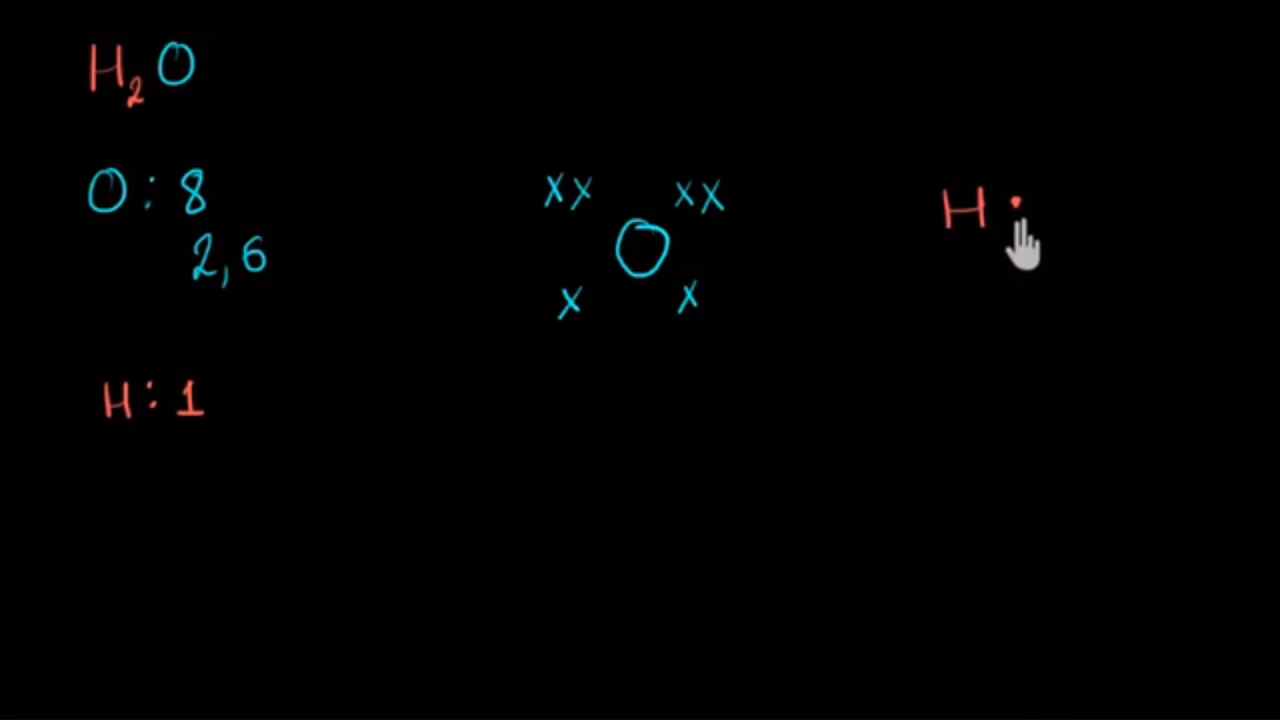 H₂O
O : 8
2, 6
xx xx
O
x x
H •
H : 1